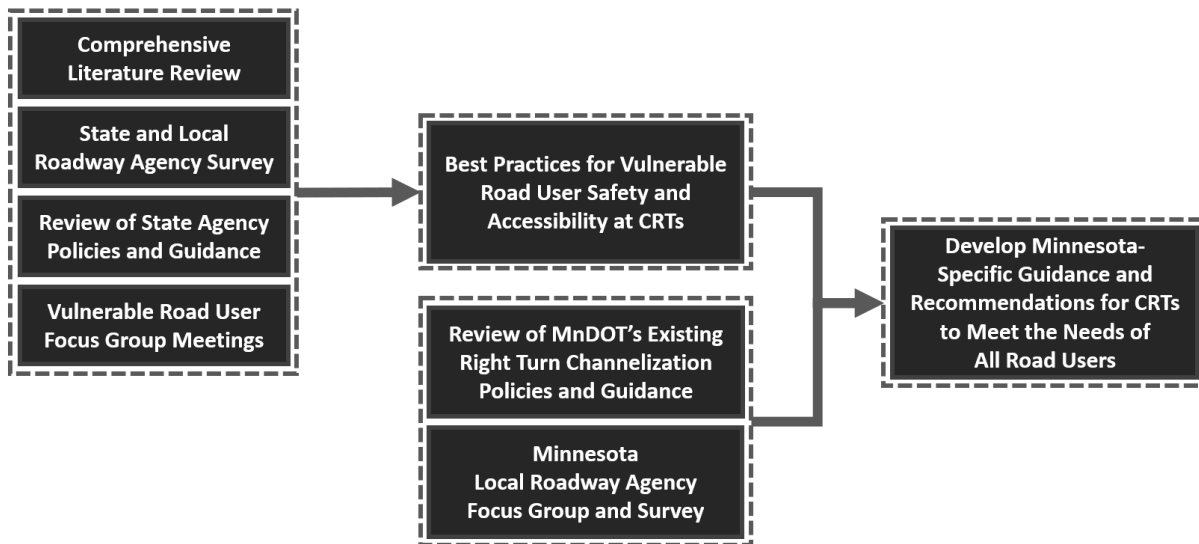 Comprehensive
Literature Review
State and Local
Roadway Agency Survey
Review of State Agency
Policies and Guidance
Vulnerable Road User
Focus Group Meetings
Best Practices for Vulnerable
Road User Safety and
Accessibility at CRTs
Review of MnDOT’s Existing
Right Turn Channelization
Policies and Guidance
Minnesota
Local Roadway Agency
Focus Group and Survey
Develop Minnesota-
Specific Guidance and
Recommendations for CRTs
to Meet the Needs of
All Road Users